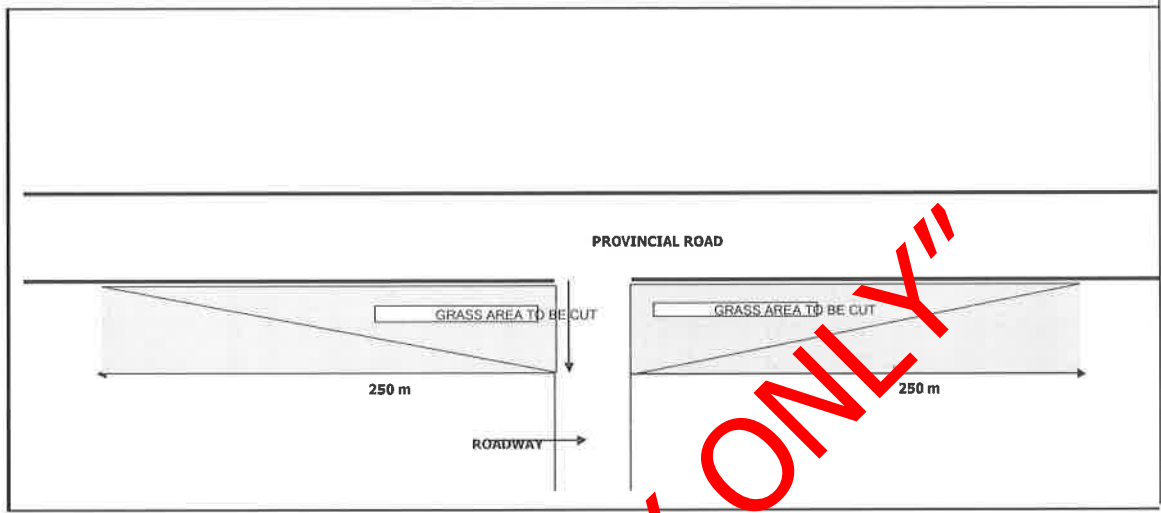 PROVINCIAL ROAD
GRASS AREA TO BE CUT
GRASS AREA TO BE CUT
250 m
250 m
ROADWAY
ONLY"